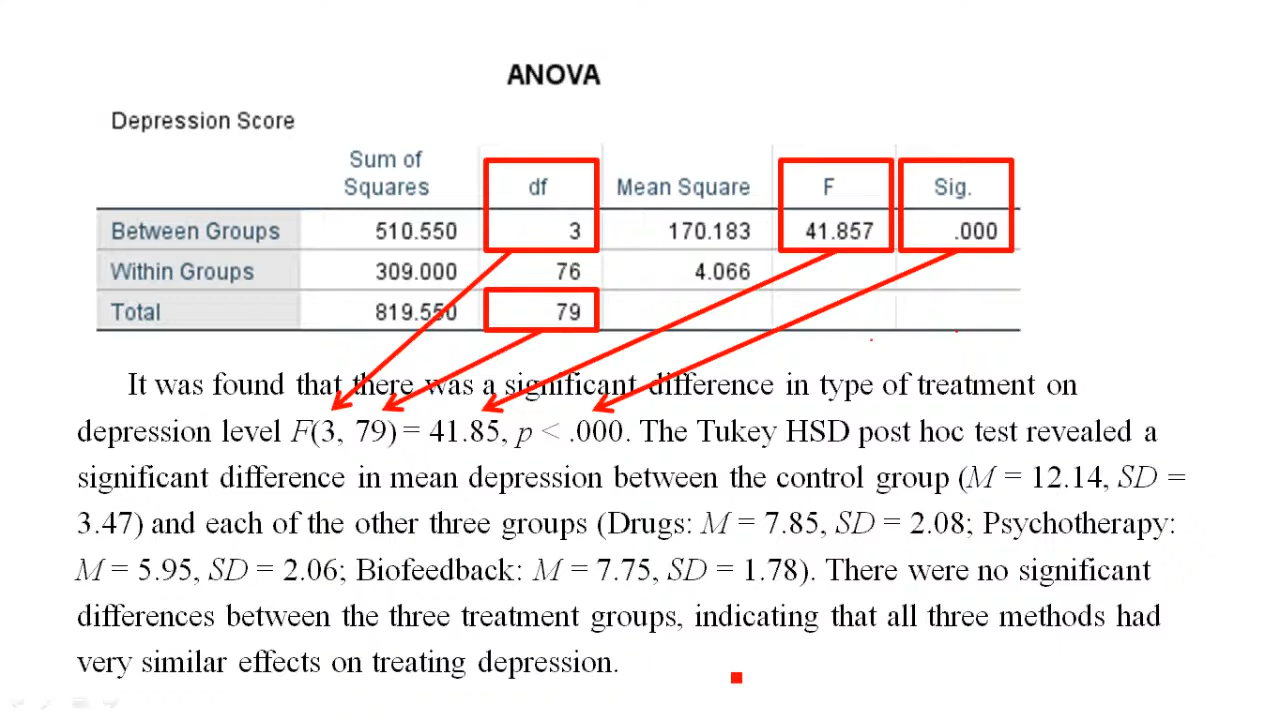 ANOVA
Depression Score
Sum of Squares df Mean Square F Sig.
Between Groups 510.550 3 170.183 41.857 .000
Within Groups 309.000 76 4.066
Total 819.550 79
It was found that there was a significant difference in type of treatment on
depression level F(3, 79) = 41.85, p < .000. The Tukey HSD post hoc test revealed a
significant difference in mean depression between the control group (M = 12.14, SD =
3.47) and each of the other three groups (Drugs: M = 7.85, SD = 2.08; Psychotherapy:
M = 5.95, SD = 2.06; Biofeedback: M = 7.75, SD = 1.78). There were no significant
differences between the three treatment groups, indicating that all three methods had
very similar effects on treating depression.